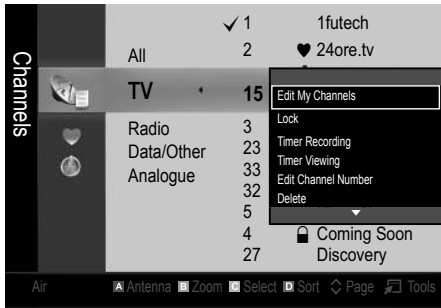 Channels
✓ 1 1futech
All 2 ♥ 24ore.tv
TV 15
Edit My Channels
Lock
Timer Recording
Timer Viewing
Edit Channel Number
Delete
Radio 3
Data/Other 23
Analogue 33
32
5
4 Coming Soon
27 Discovery
Air A Antenna B Zoom C Select D Sort Page Tools